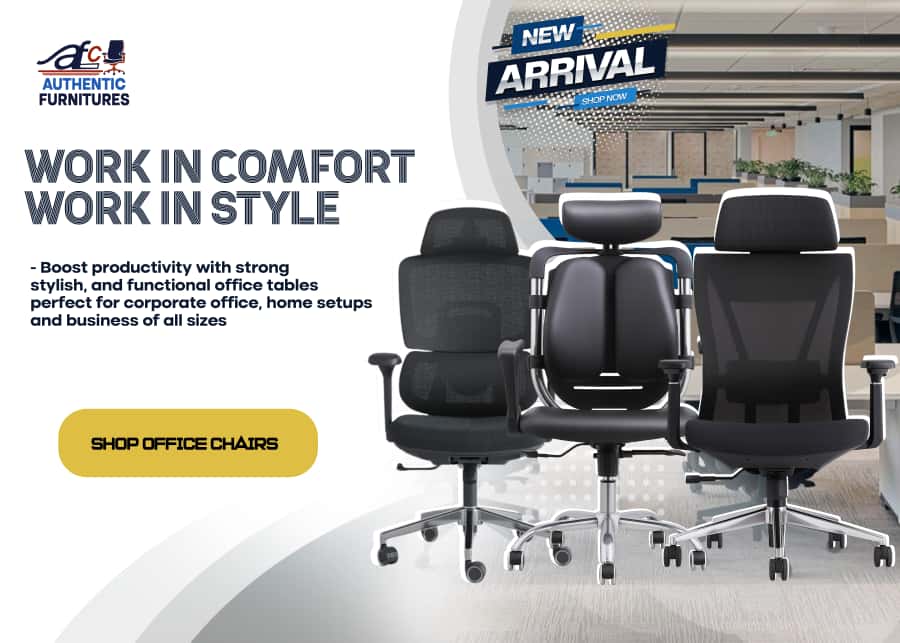 AFC
AUTHENTIC
FURNITURES
NEW
ARRIVAL
SHOP NOW
WORK IN COMFORT
WORK IN STYLE
- Boost productivity with strong
stylish, and functional office tables
perfect for corporate office, home setups
and business of all sizes
SHOP OFFICE CHAIRS